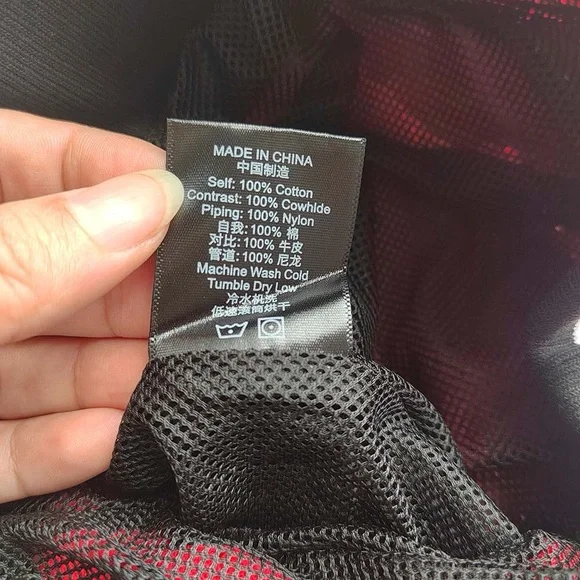 MADE IN CHINA
中国制造
Self: 100% Cotton
Contrast: 100% Cowhide
Piping: 100% Nylon
自我: 100% 棉
对比: 100% 牛皮
管道: 100% 尼龙
Machine Wash Cold
Tumble Dry Low
冷水机洗
低速滚筒烘干